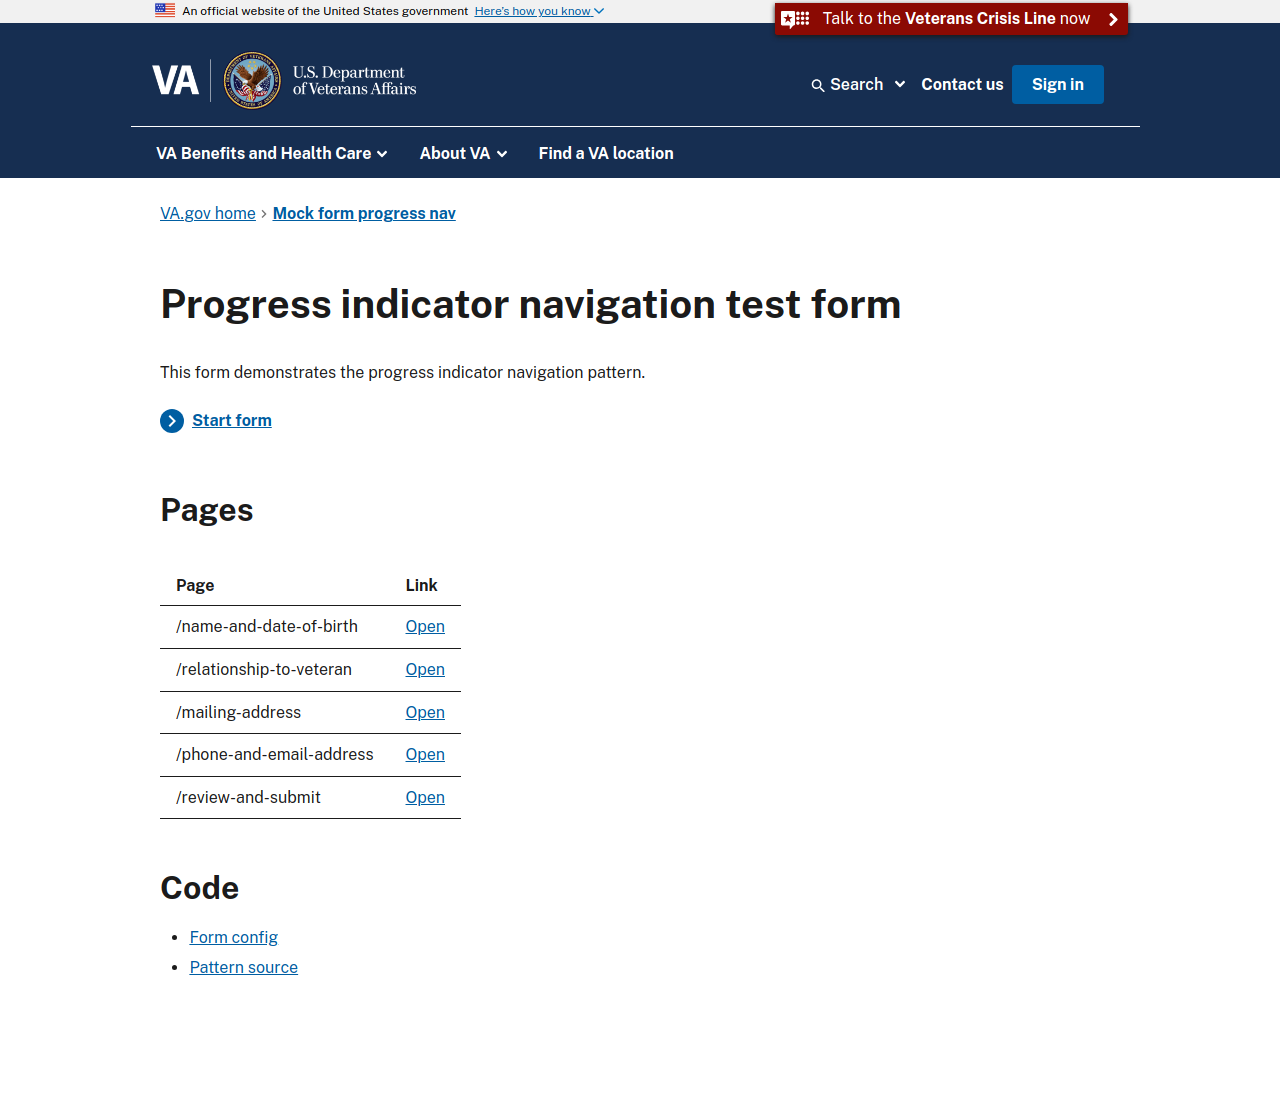 An official website of the United States government Here's how you know
Talk to the Veterans Crisis Line now
VA
U.S. Department
of Veterans Affairs
Search
Contact us
Sign in
VA Benefits and Health Care
About VA
Find a VA location
VA.gov home
Mock form progress nav
Progress indicator navigation test form
This form demonstrates the progress indicator navigation pattern.
Start form
Pages
Page Link
/name-and-date-of-birth Open
/relationship-to-veteran Open
/mailing-address Open
/phone-and-email-address Open
/review-and-submit Open
Code
Form config
Pattern source